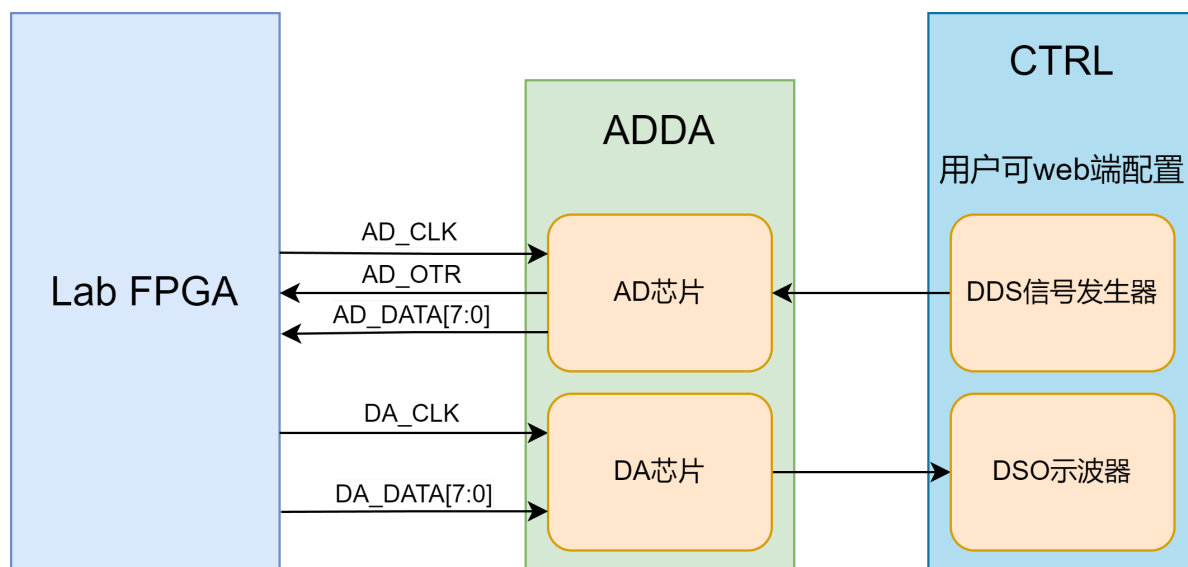 Lab FPGA
AD_CLK
AD_OTR
AD_DATA[7:0]
DA_CLK
DA_DATA[7:0]
ADDA
AD芯片
DA芯片
CTRL
用户可web端配置
DDS信号发生器
DSO示波器